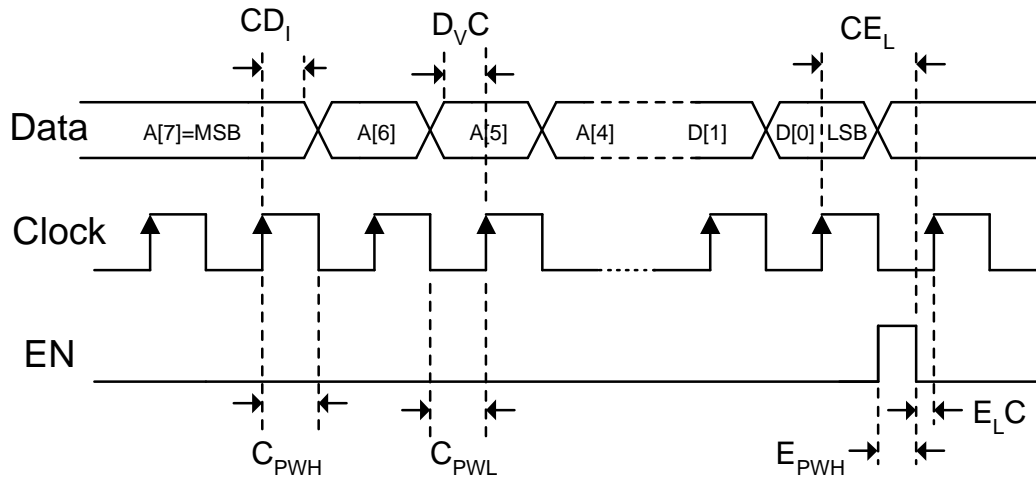 CD_I D_VC CE_L
Data A[7]=MSB A[6] A[5] A[4] D[1] D[0] LSB
Clock
EN
E_LC
C_PWH C_PWL E_PWH